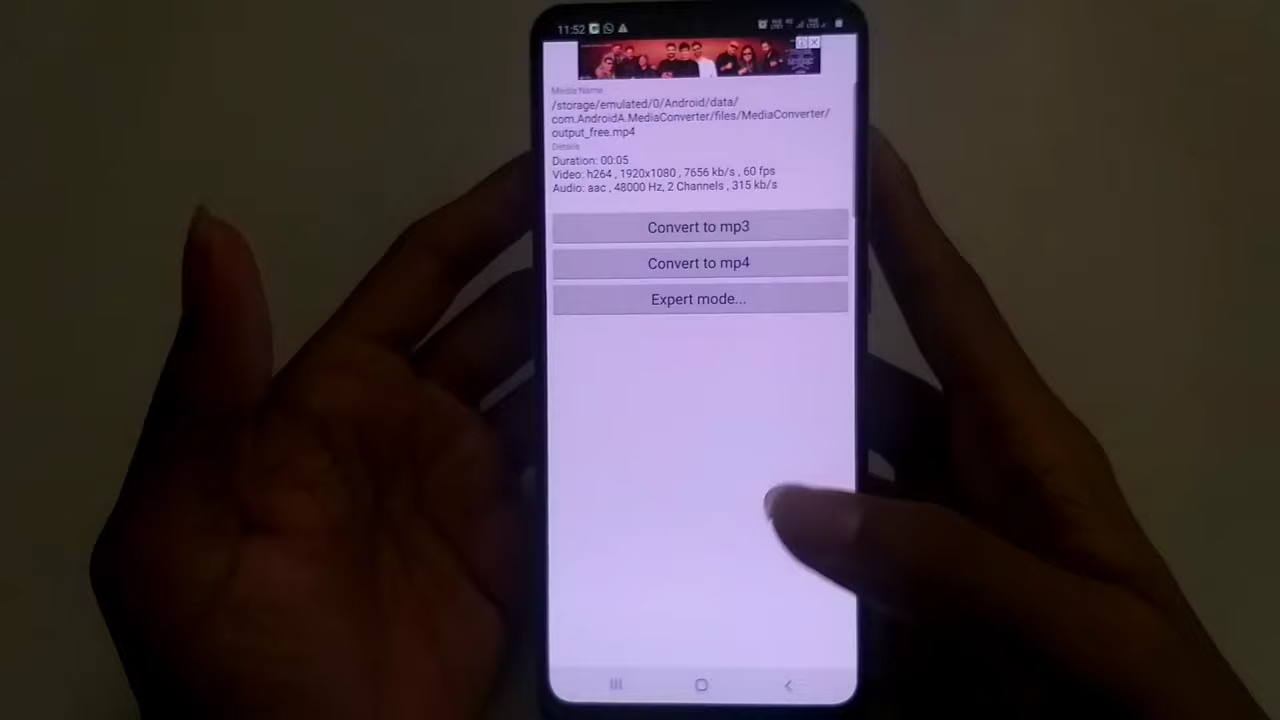 11:52
Media Name
/storage/emulated/0/Android/data/
com.AndroidA.MediaConverter/files/MediaConverter/
output_free.mp4
Details
Duration: 00:05
Video: h264 , 1920x1080 , 7656 kb/s , 60 fps
Audio: aac , 48000 Hz, 2 Channels , 315 kb/s
Convert to mp3
Convert to mp4
Expert mode...